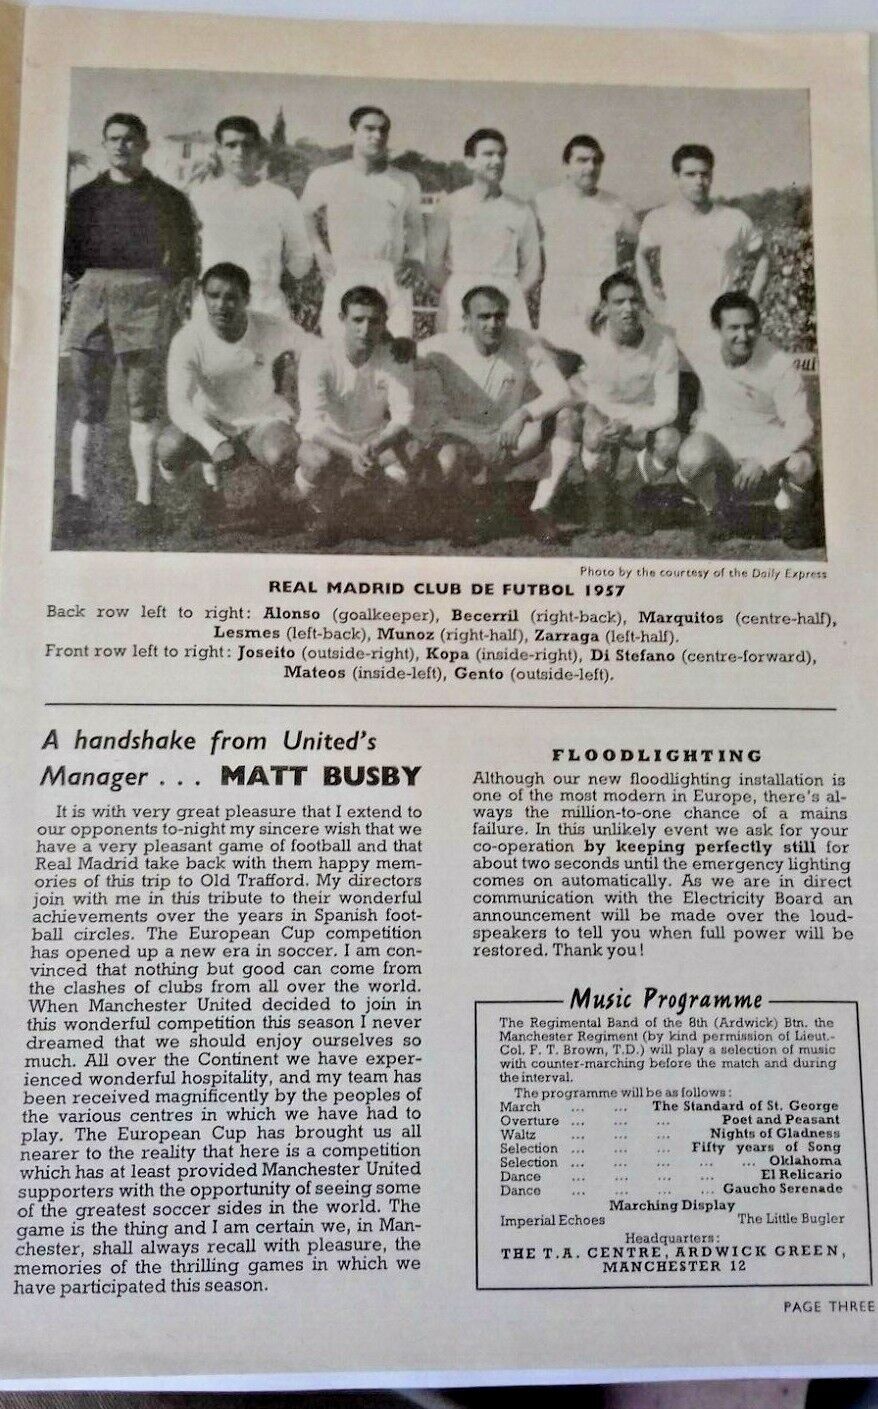 Photo by the courtesy of the Daily Express
REAL MADRID CLUB DE FUTBOL 1957
Back row left to right: Alonso (goalkeeper), Becerril (right-back), Marquitos (centre-half),
Lesmes (left-back), Munoz (right-half), Zarraga (left-half).
Front row left to right: Joseito (outside-right), Kopa (inside-right), Di Stefano (centre-forward),
Mateos (inside-left), Gento (outside-left).
A handshake from United's
Manager . . . MATT BUSBY
It is with very great pleasure that I extend to
our opponents to-night my sincere wish that we
have a very pleasant game of football and that
Real Madrid take back with them happy mem-
ories of this trip to Old Trafford. My directors
join with me in this tribute to their wonderful
achievements over the years in Spanish foot-
ball circles. The European Cup competition
has opened up a new era in soccer. I am con-
vinced that nothing but good can come from
the clashes of clubs from all over the world.
When Manchester United decided to join in
this wonderful competition this season I never
dreamed that we should enjoy ourselves so
much. All over the Continent we have exper-
ienced wonderful hospitality, and my team has
been received magnificently by the peoples of
the various centres in which we have had to
play. The European Cup has brought us all
nearer to the reality that here is a competition
which has at least provided Manchester United
supporters with the opportunity of seeing some
of the greatest soccer sides in the world. The
game is the thing and I am certain we, in Man-
chester, shall always recall with pleasure, the
memories of the thrilling games in which we
have participated this season.
FLOODLIGHTING
Although our new floodlighting installation is
one of the most modern in Europe, there's al-
ways the million-to-one chance of a mains
failure. In this unlikely event we ask for your
co-operation by keeping perfectly still for
about two seconds until the emergency lighting
comes on automatically. As we are in direct
communication with the Electricity Board an
announcement will be made over the loud-
speakers to tell you when full power will be
restored. Thank you!
Music Programme
The Regimental Band of the 8th (Ardwick) Btn. the
Manchester Regiment (by kind permission of Lieut.-
Col. F. T. Brown, T.D.) will play a selection of music
with counter-marching before the match and during
the interval.
The programme will be as follows:
March ... ... The Standard of St. George
Overture ... ... ... Poet and Peasant
Waltz ... ... ... Nights of Gladness
Selection ... ... ... Fifty years of Song
Selection ... ... ... ... ... Oklahoma
Dance ... ... ... ... El Relicario
Dance ... ... ... ... Gaucho Serenade
Marching Display
Imperial Echoes The Little Bugler
Headquarters:
THE T.A. CENTRE, ARDWICK GREEN,
MANCHESTER 12
PAGE THREE